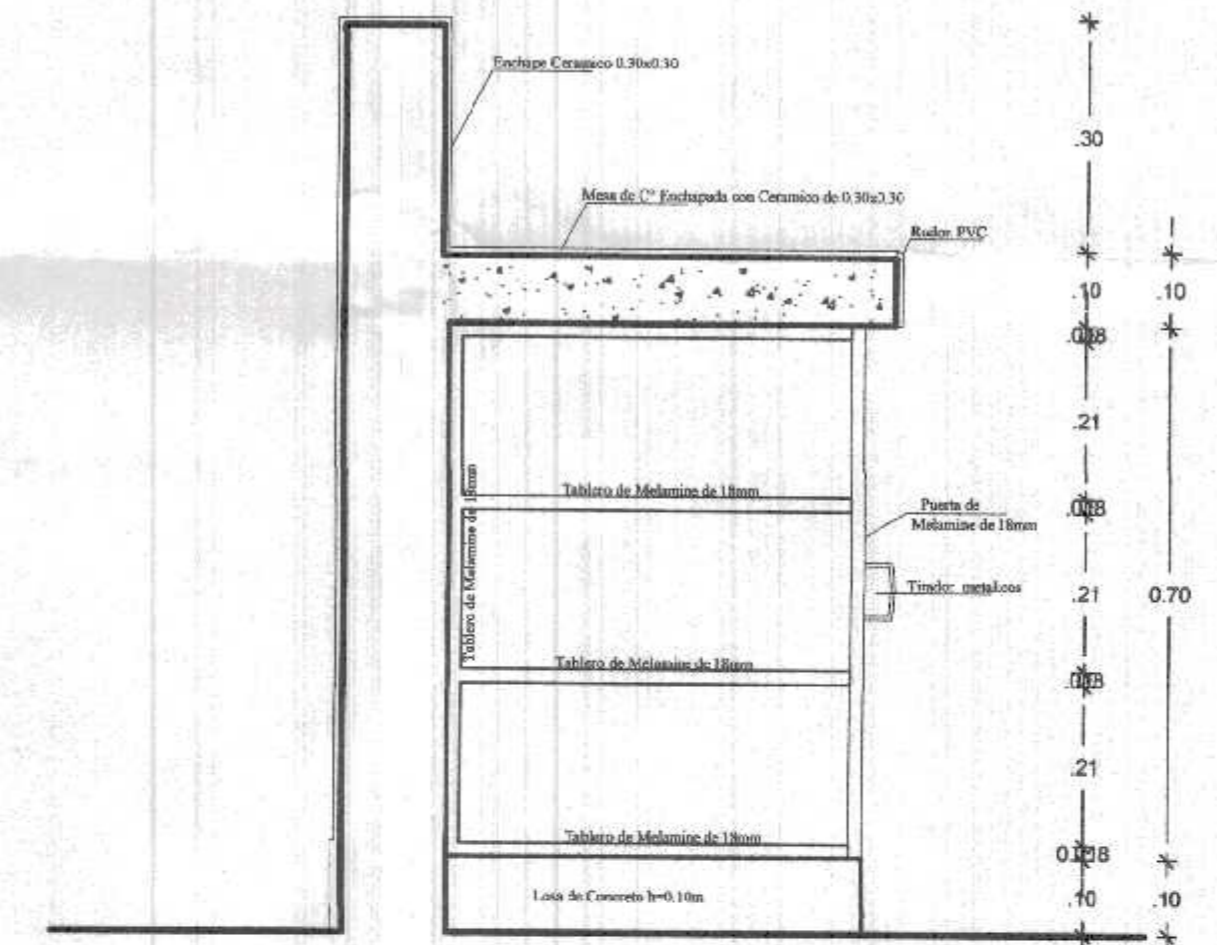 Enchape Ceramico 0.30x0.30
.30
Mesa de C° Enchapada con Ceramico de 0.30x0.30
Rodon PVC
.10
.10
.21
Tablero de Melamine de 18mm
Tablero de Melamine de 18mm
Puerta de
Melamine de 18mm
Tirador metalicos
.21
0.70
Tablero de Melamine de 18mm
.21
Tablero de Melamine de 18mm
Losa de Concreto h=0.10m
.10
.10